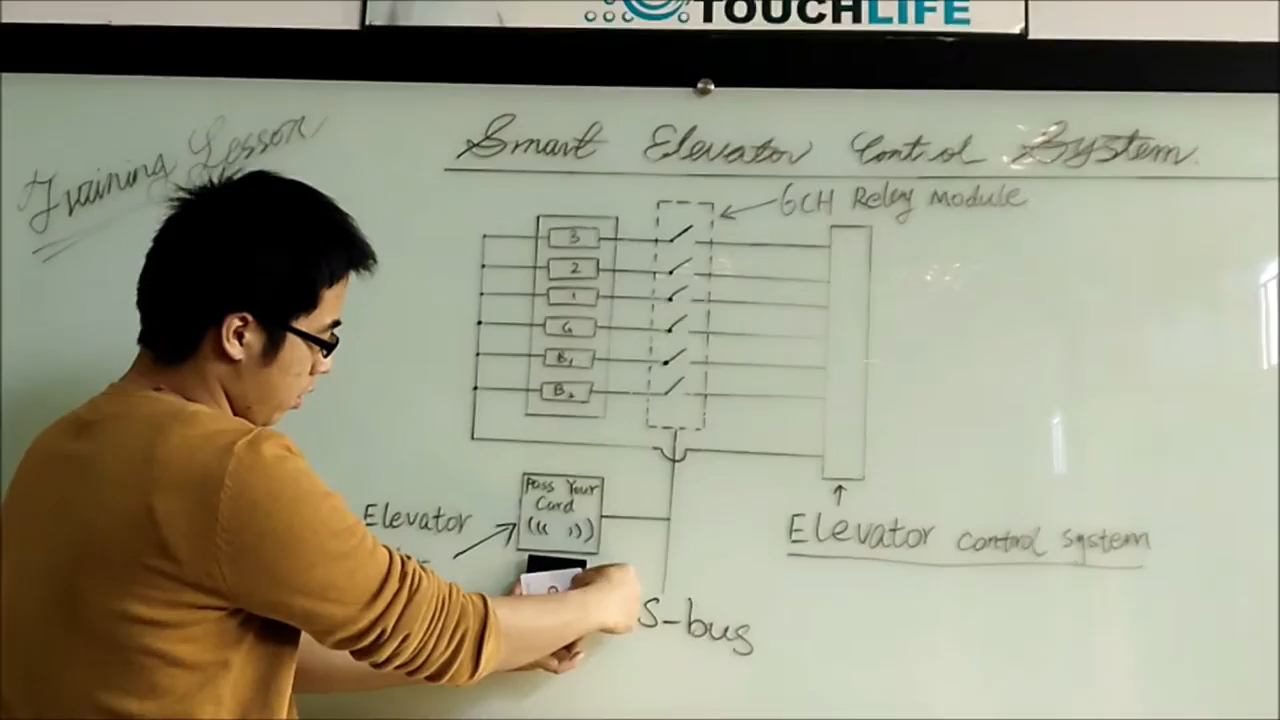 TOUCHLIFE
Training Lesson
Smart Elevator Control System
6CH Relay module
3
2
1
G
B1
B2
Pass Your
Card
Elevator
Elevator control system
S-bus